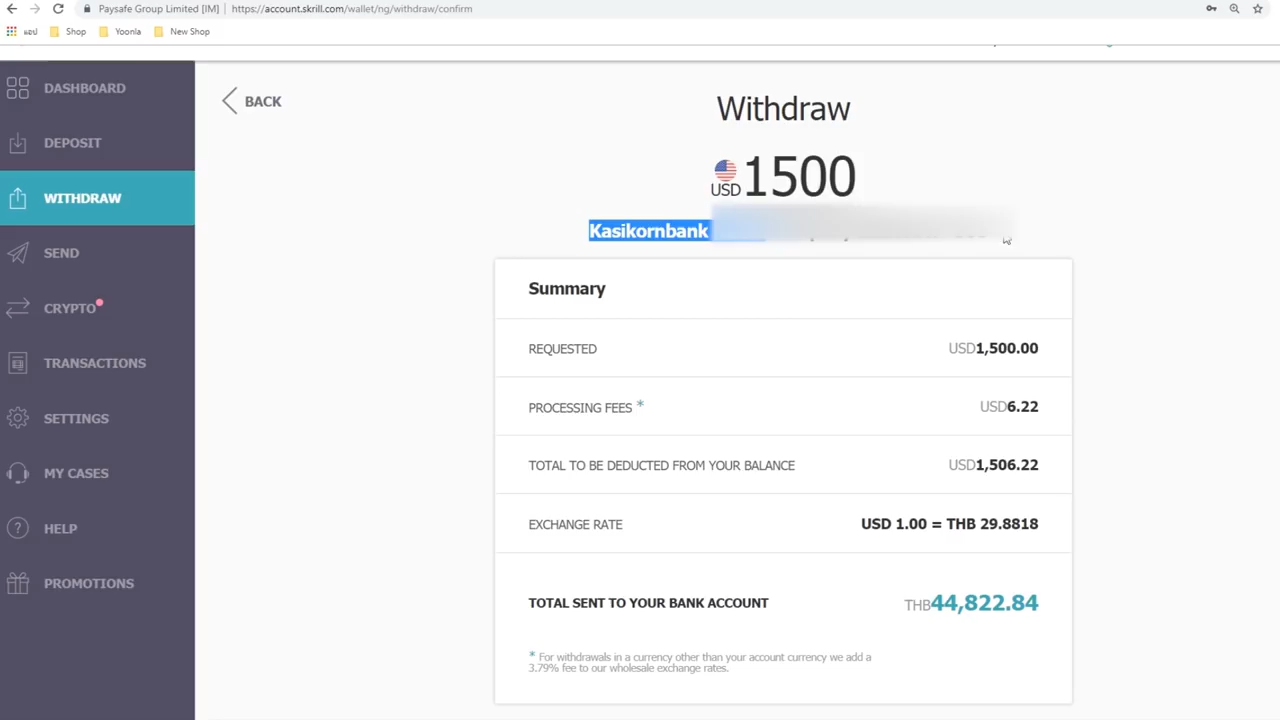 Paysafe Group Limited [IM]
https://account.skrill.com/wallet/ng/withdraw/confirm
แอป
Shop
Yoonla
New Shop
DASHBOARD
DEPOSIT
WITHDRAW
SEND
CRYPTO
TRANSACTIONS
SETTINGS
MY CASES
HELP
PROMOTIONS
BACK
Withdraw
USD 1500
Kasikornbank
Summary
REQUESTED USD1,500.00
PROCESSING FEES * USD6.22
TOTAL TO BE DEDUCTED FROM YOUR BALANCE USD1,506.22
EXCHANGE RATE USD 1.00 = THB 29.8818
TOTAL SENT TO YOUR BANK ACCOUNT THB44,822.84
* For withdrawals in a currency other than your account currency we add a
3.79% fee to our wholesale exchange rates.